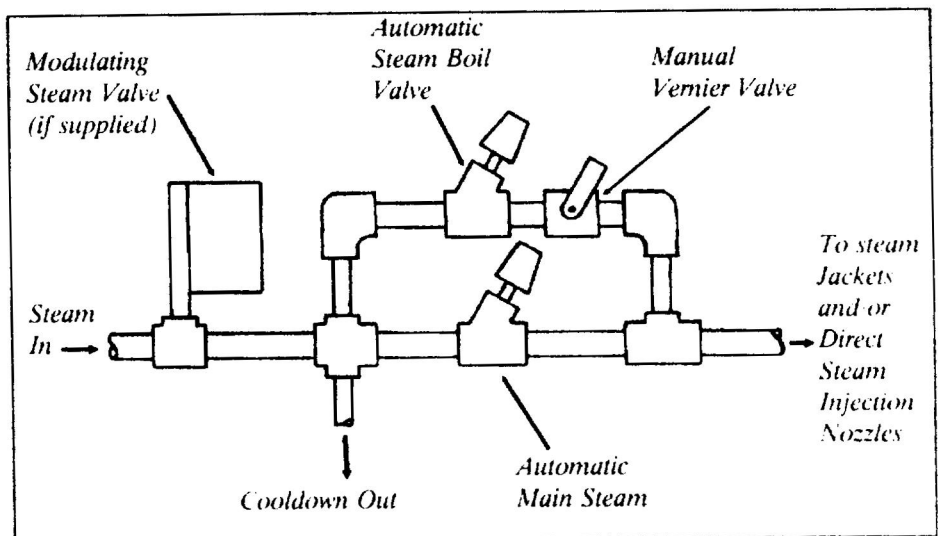 Modulating
Steam Valve
(if supplied)
Automatic
Steam Boil
Valve
Manual
Vernier Valve
Steam
In
To steam
Jackets
and/or
Direct
Steam
Injection
Nozzles
Cooldown Out
Automatic
Main Steam